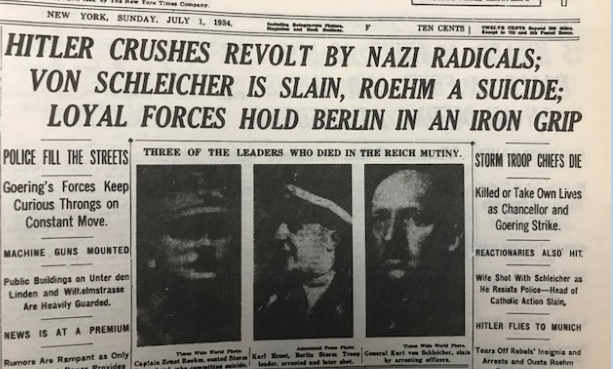 The New York Times Company.
NEW YORK, SUNDAY, JULY 1, 1934.
Including Rotogravure Picture,
Magazine and Book Sections.
F
TEN CENTS
TWELVE CENTS Beyond 200 Miles.
Except in 7th and 8th Postal Zones.
HITLER CRUSHES REVOLT BY NAZI RADICALS;
VON SCHLEICHER IS SLAIN, ROEHM A SUICIDE;
LOYAL FORCES HOLD BERLIN IN AN IRON GRIP
POLICE FILL THE STREETS
Goering's Forces Keep
Curious Throngs on
Constant Move.
MACHINE GUNS MOUNTED
Public Buildings on Unter den
Linden and Wilhelmstrasse
Are Heavily Guarded.
NEWS IS AT A PREMIUM
Rumors Are Rampant as Only
THREE OF THE LEADERS WHO DIED IN THE REICH MUTINY.
Times Wide World Photo.
Captain Ernst Roehm, ousted Storm
committed suicide.
Associated Press Photo.
Karl Ernst, Berlin Storm Troop
leader, arrested and later shot.
Times Wide World Photo.
General Kurt von Schleicher, slain
by arresting officers.
STORM TROOP CHIEFS DIE
Killed or Take Own Lives
as Chancellor and
Goering Strike.
REACTIONARIES ALSO HIT
Wife Shot With Schleicher as
He Resists Police—Head of
Catholic Action Slain.
HITLER FLIES TO MUNICH
Tears Off Rebels' Insignia and
Arrests and Ousts Roehm